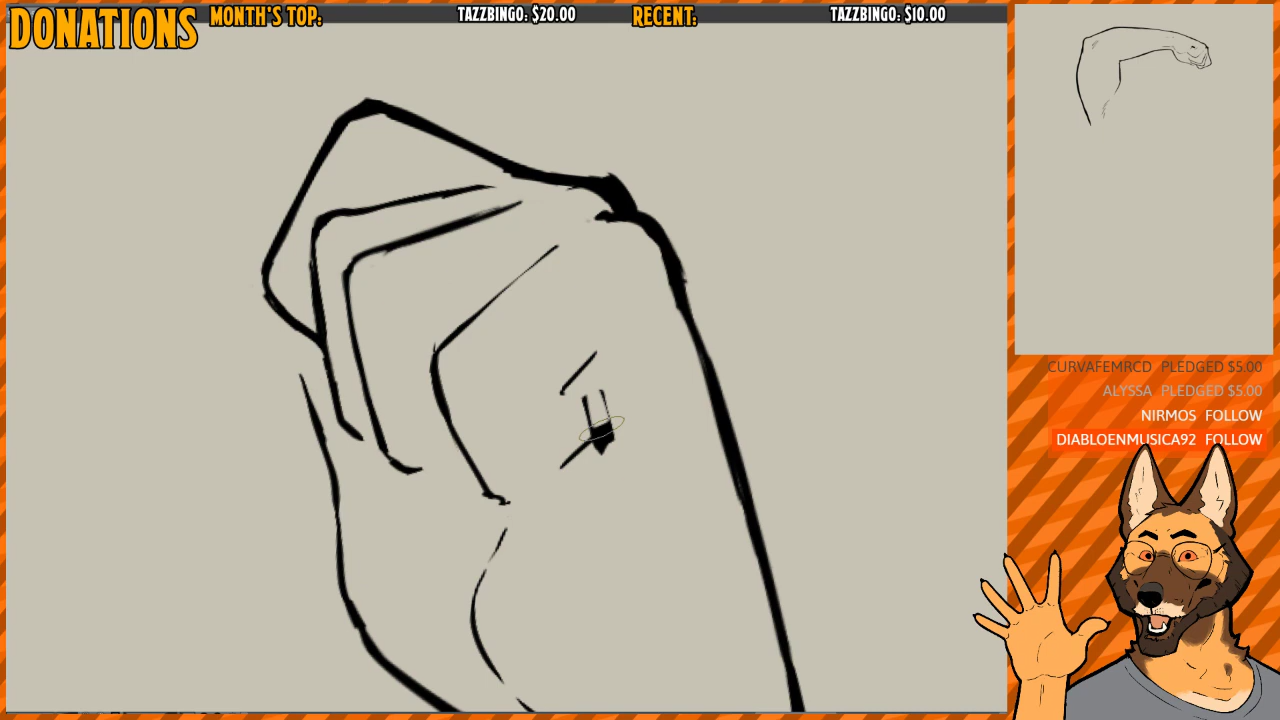 DONATIONS
MONTH'S TOP:
TAZZBINGO: $20.00
RECENT:
TAZZBINGO: $10.00
CURVAFEMRCD PLEDGED $5.00
ALYSSA PLEDGED $5.00
NIRMOS FOLLOW
DIABLOENMUSICA92 FOLLOW